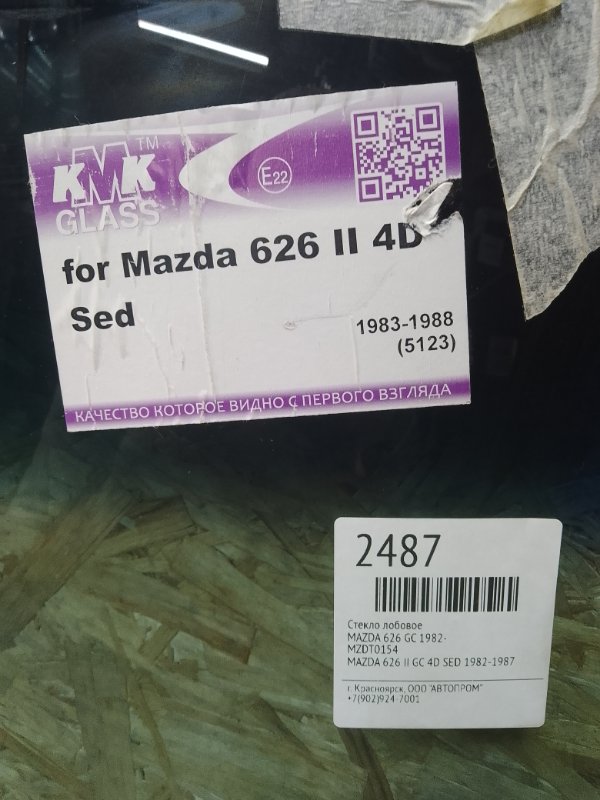 KMK TM
GLASS
E22
for Mazda 626 II 4D
Sed
1983-1988
(5123)
КАЧЕСТВО КОТОРОЕ ВИДНО С ПЕРВОГО ВЗГЛЯДА
2487
Стекло лобовое
MAZDA 626 GC 1982-
MZDT0154
MAZDA 626 II GC 4D SED 1982-1987
г. Красноярск, ООО "АВТОПРОМ"
+7(902)924-7001